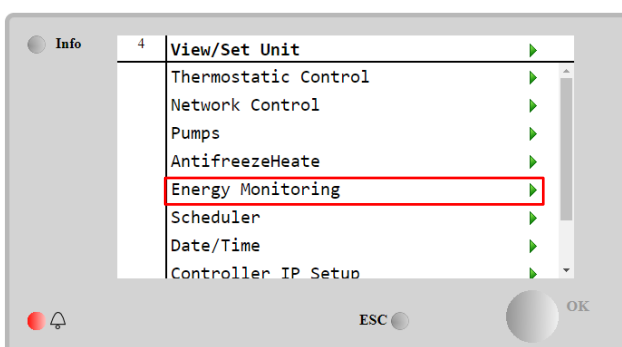 Info
4 View/Set Unit
Thermostatic Control
Network Control
Pumps
AntifreezeHeate
Energy Monitoring
Scheduler
Date/Time
Controller IP Setup
ESC
OK